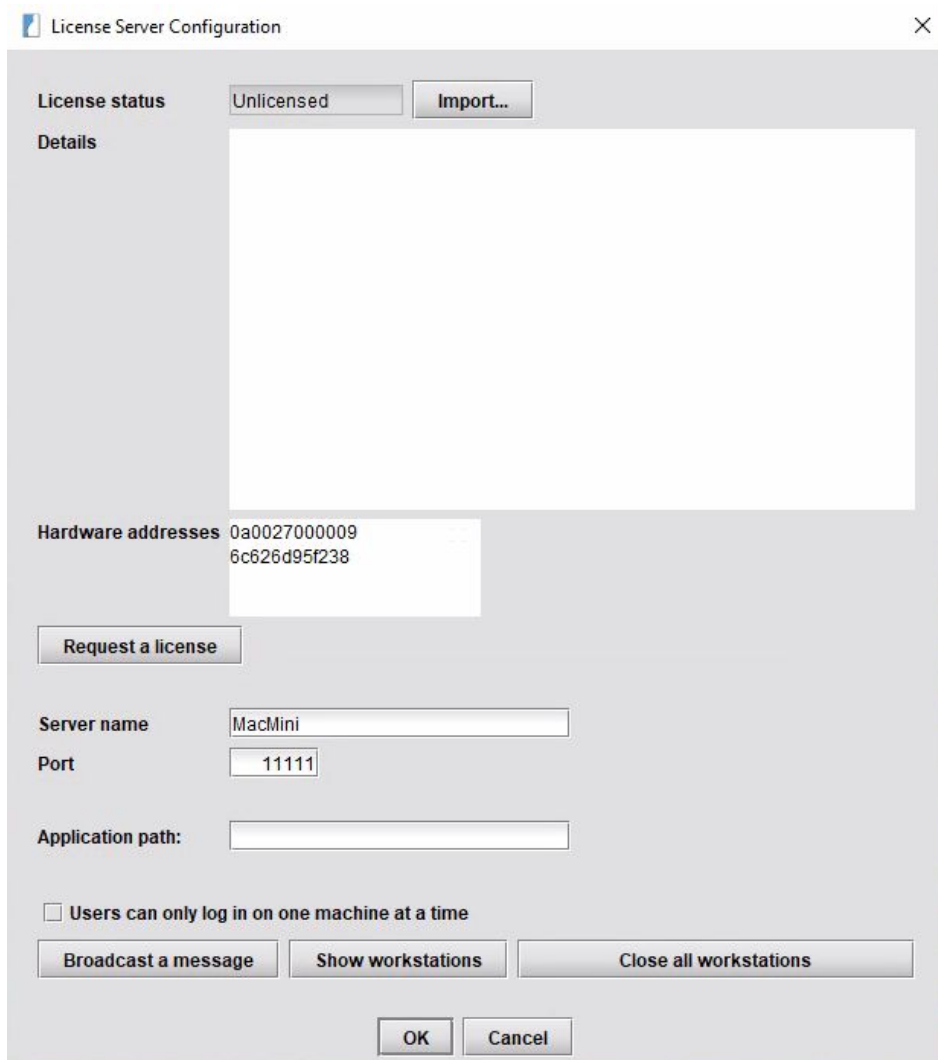 License Server Configuration
License status Unlicensed Import...
Details
Hardware addresses 0a0027000009
6c626d95f238
Request a license
Server name MacMini
Port 11111
Application path:
Users can only log in on one machine at a time
Broadcast a message Show workstations Close all workstations
OK Cancel